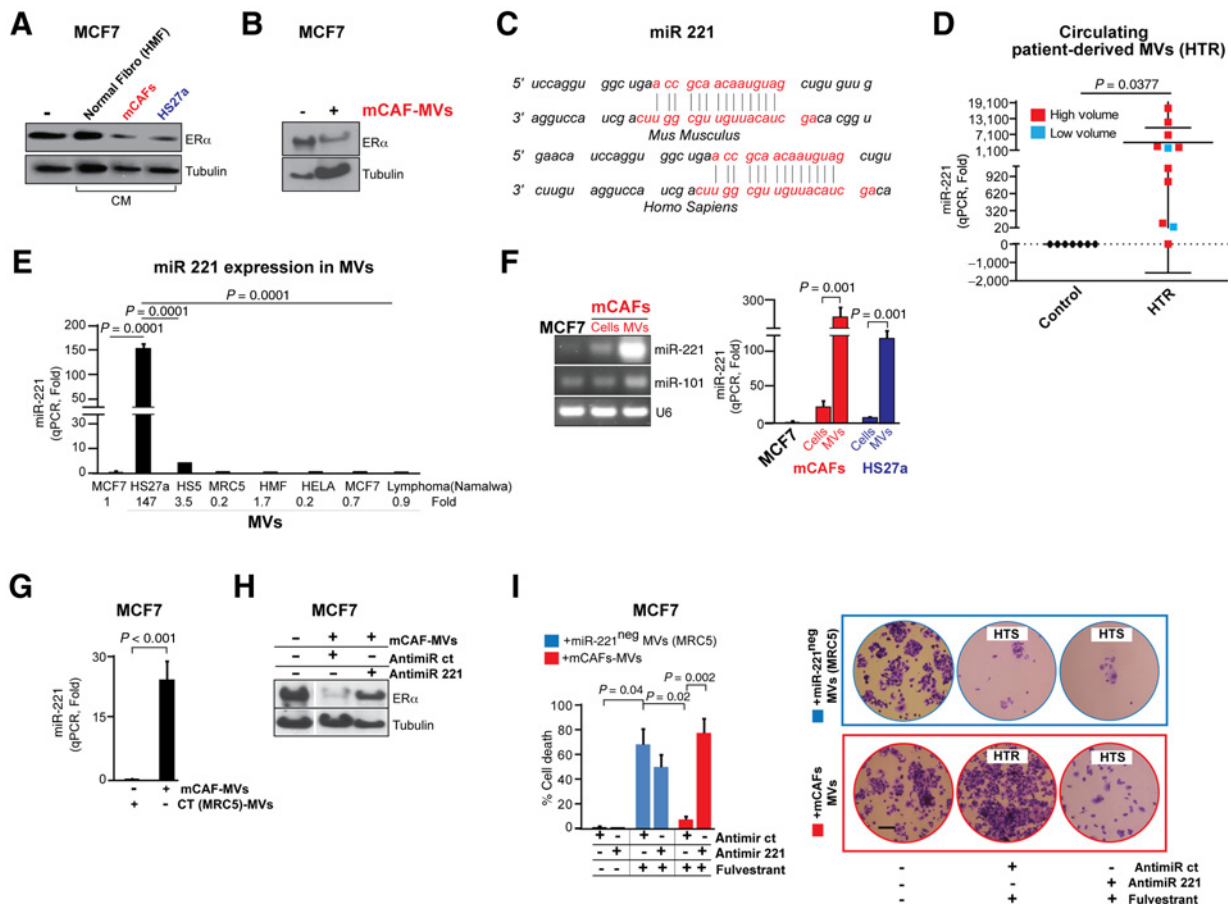 A
MCF7
-
Normal Fibro (HMF)
mCAFs
HS27a
ERα
Tubulin
CM
B
MCF7
- +
mCAF-MVs
ERα
Tubulin
C
miR 221
5' uccaggu ggc ugaa acc gca acaauguag cugu guu g
3' aggucca ucg acuu gg cgu uguuacauc gaca cgg u
Mus Musculus
5' gaaca uccaggu ggc ugaa acc gca acaauguag cugu
3' cuugu aggucca ucg acuu gg cgu uguuacauc gaca
Homo Sapiens
D
Circulating
patient-derived MVs (HTR)
P = 0.0377
High volume
Low volume
miR-221
(qPCR, Fold)
19,100
13,100
7,100
1,100
920
620
320
20
0
−2,000
Control
HTR
E
miR 221 expression in MVs
P = 0.0001
P = 0.0001
P = 0.0001
miR-221
(qPCR, Fold)
200
150
100
50
30
10
0
MCF7 HS27a HS5 MRC5 HMF HELA MCF7 Lymphoma(Namalwa)
1 147 3.5 0.2 1.7 0.2 0.7 0.9 Fold
MVs
F
mCAFs
MCF7 Cells MVs
miR-221
miR-101
U6
miR-221
(qPCR, Fold)
300
100
50
0
P = 0.001
P = 0.001
MCF7
Cells
MVs
Cells
MVs
mCAFs
HS27a
G
MCF7
P < 0.001
miR-221
(qPCR, Fold)
30
15
0
- + mCAF-MVs
+ - CT (MRC5)-MVs
H
MCF7
- + + mCAF-MVs
- + - AntimiR ct
- - + Antimir 221
ERα
Tubulin
I
MCF7
+miR-221neg MVs (MRC5)
+mCAFs-MVs
P = 0.002
P = 0.04
P = 0.02
% Cell death
100
80
60
40
20
0
+ - + - + - Antimir ct
- + - + - + Antimir 221
+ + + + Fulvestrant
+miR-221neg
MVs (MRC5)
HTS
HTS
+mCAFs
MVs
HTR
HTS
- + - AntimiR ct
- - + AntimiR 221
- + + Fulvestrant